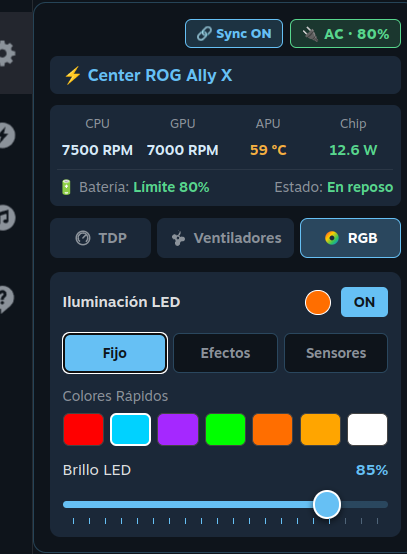 Sync ON AC · 80%
Center ROG Ally X
CPU GPU APU Chip
7500 RPM 7000 RPM 59 °C 12.6 W
Batería: Límite 80% Estado: En reposo
TDP Ventiladores RGB
Iluminación LED ON
Fijo Efectos Sensores
Colores Rápidos
Brillo LED 85%